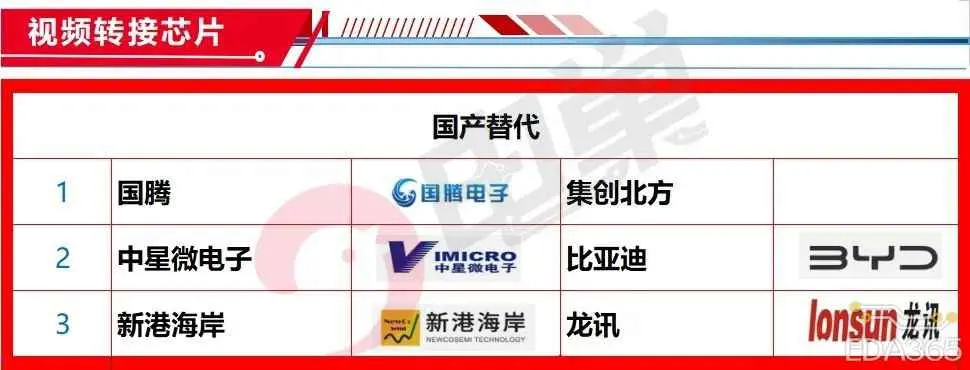 视频转接芯片
国产替代
1 国腾 国腾电子 集创北方
2 中星微电子 VIMICRO 中星微电子 比亚迪 BYD
3 新港海岸 新港海岸 NEWCOSEMI TECHNOLOGY 龙讯 lonsun 龙讯
EDA365